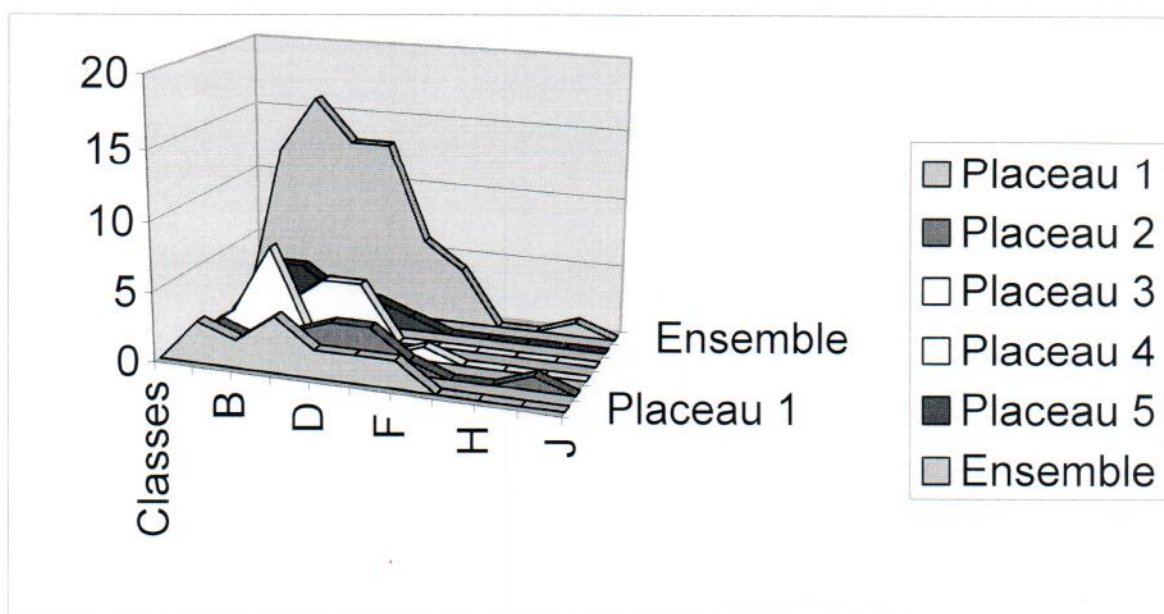 20
15
10
5
0
Classes
B
D
F
H
J
Ensemble
Placeau 1
Placeau 1
Placeau 2
Placeau 3
Placeau 4
Placeau 5
Ensemble